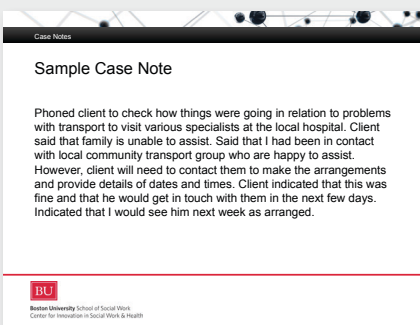 Case Notes
Sample Case Note
Phoned client to check how things were going in relation to problems
with transport to visit various specialists at the local hospital. Client
said that family is unable to assist. Said that I had been in contact
with local community transport group who are happy to assist.
However, client will need to contact them to make the arrangements
and provide details of dates and times. Client indicated that this was
fine and that he would get in touch with them in the next few days.
Indicated that I would see him next week as arranged.
BU
Boston University School of Social Work
Center for Innovation in Social Work & Health